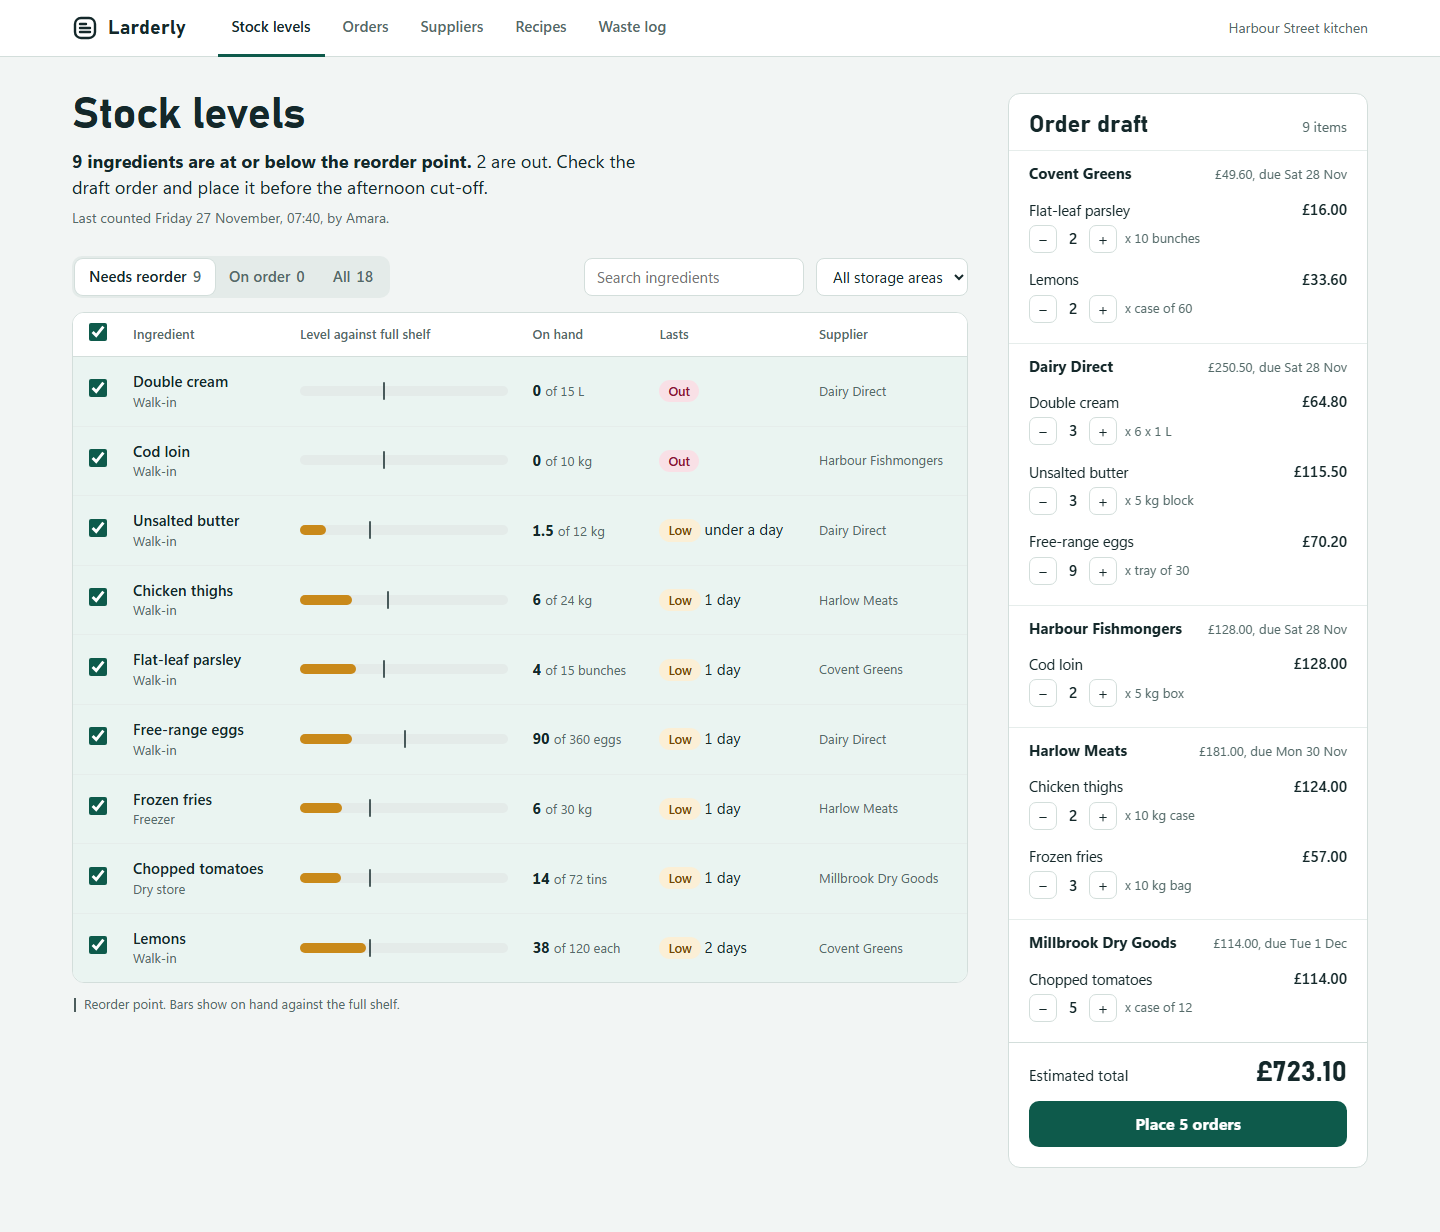 Larderly
Stock levels
Orders
Suppliers
Recipes
Waste log
Harbour Street kitchen
Stock levels
9 ingredients are at or below the reorder point. 2 are out. Check the
draft order and place it before the afternoon cut-off.
Last counted Friday 27 November, 07:40, by Amara.
Needs reorder 9
On order 0
All 18
Search ingredients
All storage areas
Ingredient
Level against full shelf
On hand
Lasts
Supplier
Double cream
Walk-in
0 of 15 L
Out
Dairy Direct
Cod loin
Walk-in
0 of 10 kg
Out
Harbour Fishmongers
Unsalted butter
Walk-in
1.5 of 12 kg
Low under a day
Dairy Direct
Chicken thighs
Walk-in
6 of 24 kg
Low 1 day
Harlow Meats
Flat-leaf parsley
Walk-in
4 of 15 bunches
Low 1 day
Covent Greens
Free-range eggs
Walk-in
90 of 360 eggs
Low 1 day
Dairy Direct
Frozen fries
Freezer
6 of 30 kg
Low 1 day
Harlow Meats
Chopped tomatoes
Dry store
14 of 72 tins
Low 1 day
Millbrook Dry Goods
Lemons
Walk-in
38 of 120 each
Low 2 days
Covent Greens
Reorder point. Bars show on hand against the full shelf.
Order draft
9 items
Covent Greens
£49.60, due Sat 28 Nov
Flat-leaf parsley
£16.00
− 2 + x 10 bunches
Lemons
£33.60
− 2 + x case of 60
Dairy Direct
£250.50, due Sat 28 Nov
Double cream
£64.80
− 3 + x 6 x 1 L
Unsalted butter
£115.50
− 3 + x 5 kg block
Free-range eggs
£70.20
− 9 + x tray of 30
Harbour Fishmongers
£128.00, due Sat 28 Nov
Cod loin
£128.00
− 2 + x 5 kg box
Harlow Meats
£181.00, due Mon 30 Nov
Chicken thighs
£124.00
− 2 + x 10 kg case
Frozen fries
£57.00
− 3 + x 10 kg bag
Millbrook Dry Goods
£114.00, due Tue 1 Dec
Chopped tomatoes
£114.00
− 5 + x case of 12
Estimated total
£723.10
Place 5 orders